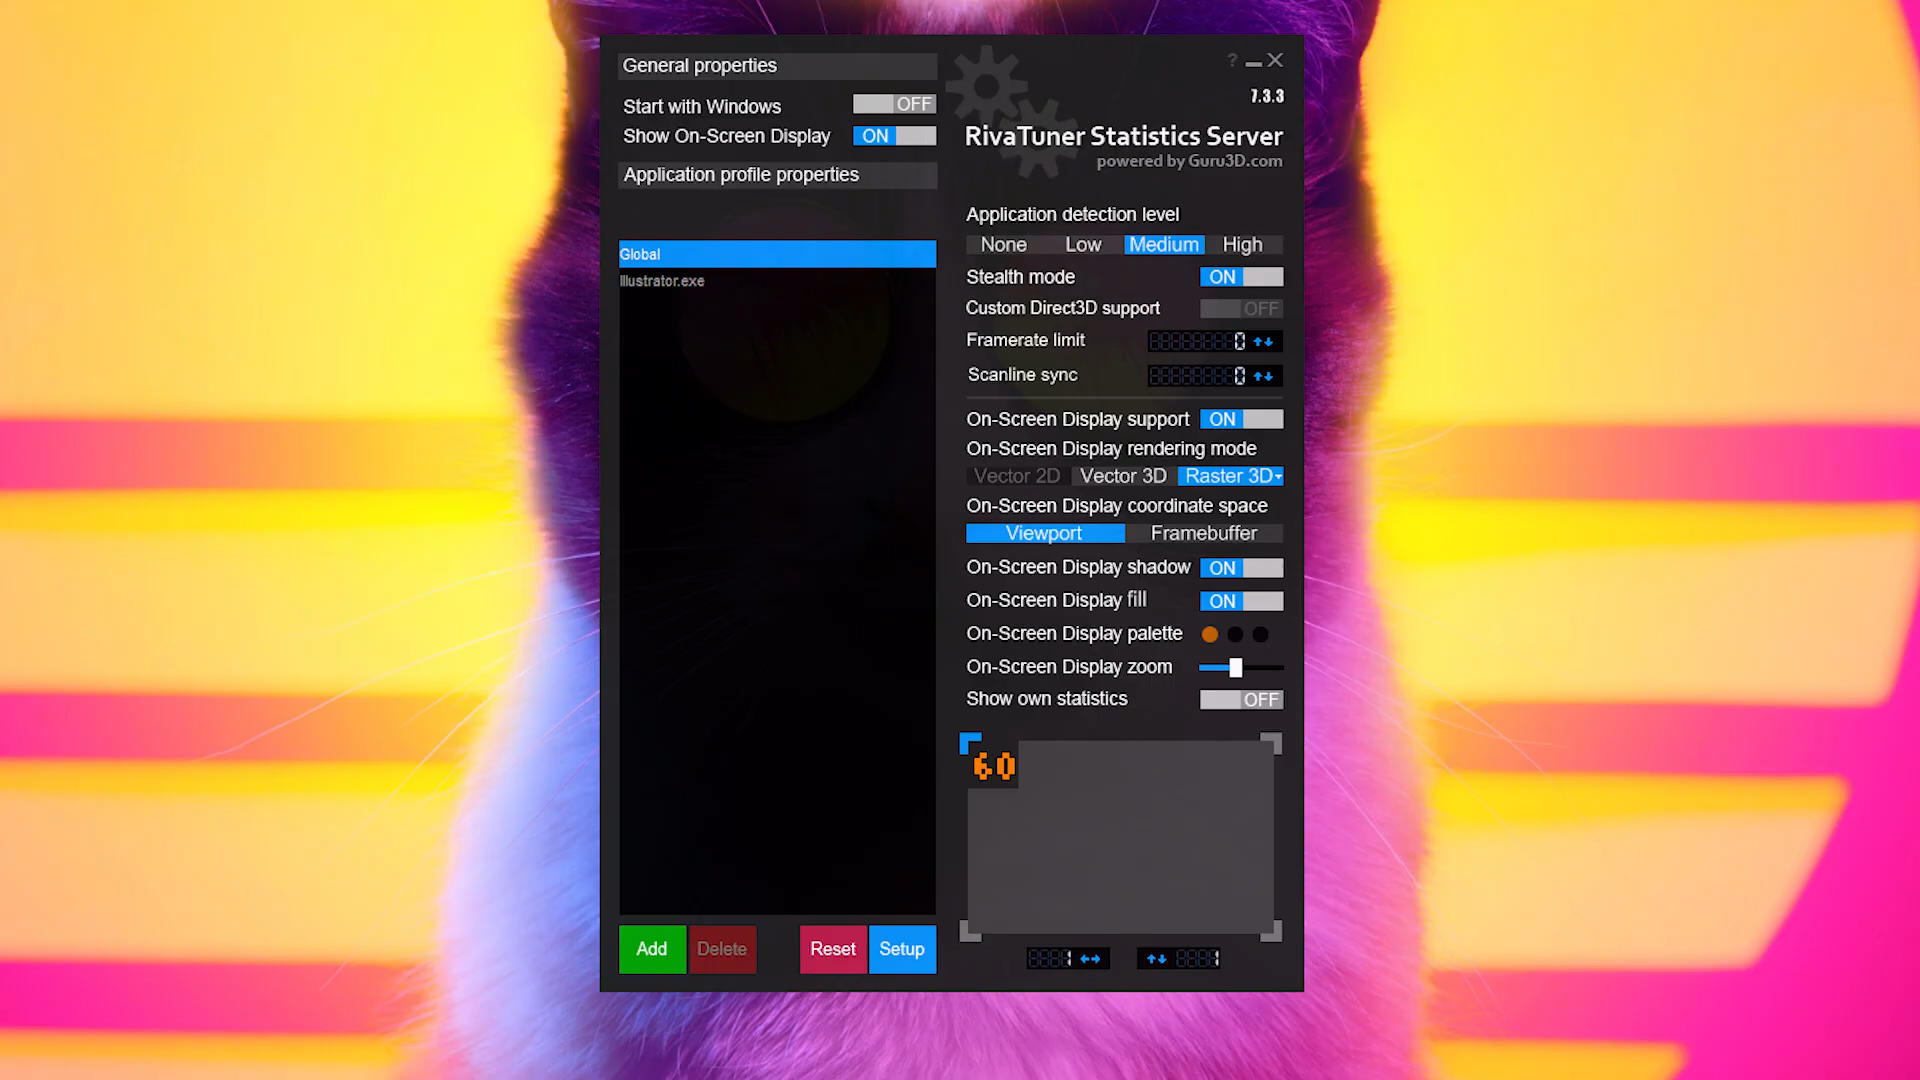 General properties
Start with Windows OFF
Show On-Screen Display ON
Application profile properties
Global
Illustrator.exe
Add Delete Reset Setup
?
7.3.3
RivaTuner Statistics Server
powered by Guru3D.com
Application detection level
None Low Medium High
Stealth mode ON
Custom Direct3D support OFF
Framerate limit 0
Scanline sync 0
On-Screen Display support ON
On-Screen Display rendering mode
Vector 2D Vector 3D Raster 3D
On-Screen Display coordinate space
Viewport Framebuffer
On-Screen Display shadow ON
On-Screen Display fill ON
On-Screen Display palette
On-Screen Display zoom
Show own statistics OFF
60
1 1